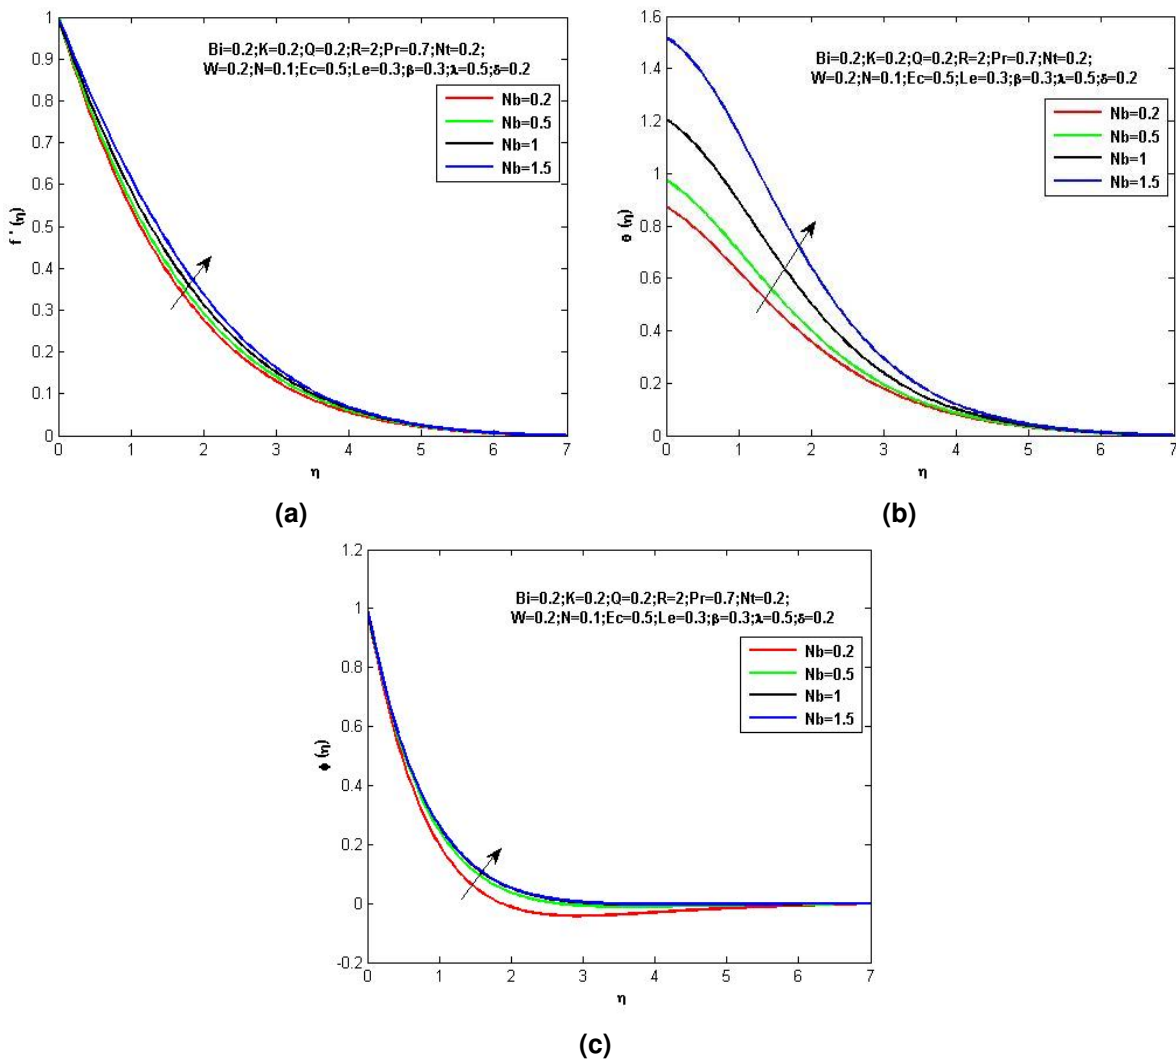 1
0.9
0.8
0.7
0.6
0.5
0.4
0.3
0.2
0.1
0
f ' (η)
Bi=0.2;K=0.2;Q=0.2;R=2;Pr=0.7;Nt=0.2;
W=0.2;N=0.1;Ec=0.5;Le=0.3;β=0.3;λ=0.5;δ=0.2
Nb=0.2
Nb=0.5
Nb=1
Nb=1.5
0 1 2 3 4 5 6 7
η
(a)
1.6
1.4
1.2
1
0.8
0.6
0.4
0.2
0
θ (η)
Bi=0.2;K=0.2;Q=0.2;R=2;Pr=0.7;Nt=0.2;
W=0.2;N=0.1;Ec=0.5;Le=0.3;β=0.3;λ=0.5;δ=0.2
Nb=0.2
Nb=0.5
Nb=1
Nb=1.5
0 1 2 3 4 5 6 7
η
(b)
1.2
1
0.8
0.6
0.4
0.2
0
-0.2
ϕ (η)
Bi=0.2;K=0.2;Q=0.2;R=2;Pr=0.7;Nt=0.2;
W=0.2;N=0.1;Ec=0.5;Le=0.3;β=0.3;λ=0.5;δ=0.2
Nb=0.2
Nb=0.5
Nb=1
Nb=1.5
0 1 2 3 4 5 6 7
η
(c)